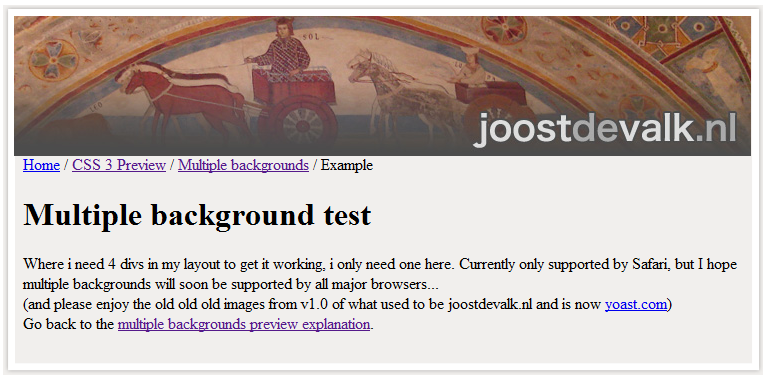 SOL
joostdevalk.nl
Home / CSS 3 Preview / Multiple backgrounds / Example
Multiple background test
Where i need 4 divs in my layout to get it working, i only need one here. Currently only supported by Safari, but I hope
multiple backgrounds will soon be supported by all major browsers...
(and please enjoy the old old old images from v1.0 of what used to be joostdevalk.nl and is now yoast.com)
Go back to the multiple backgrounds preview explanation.